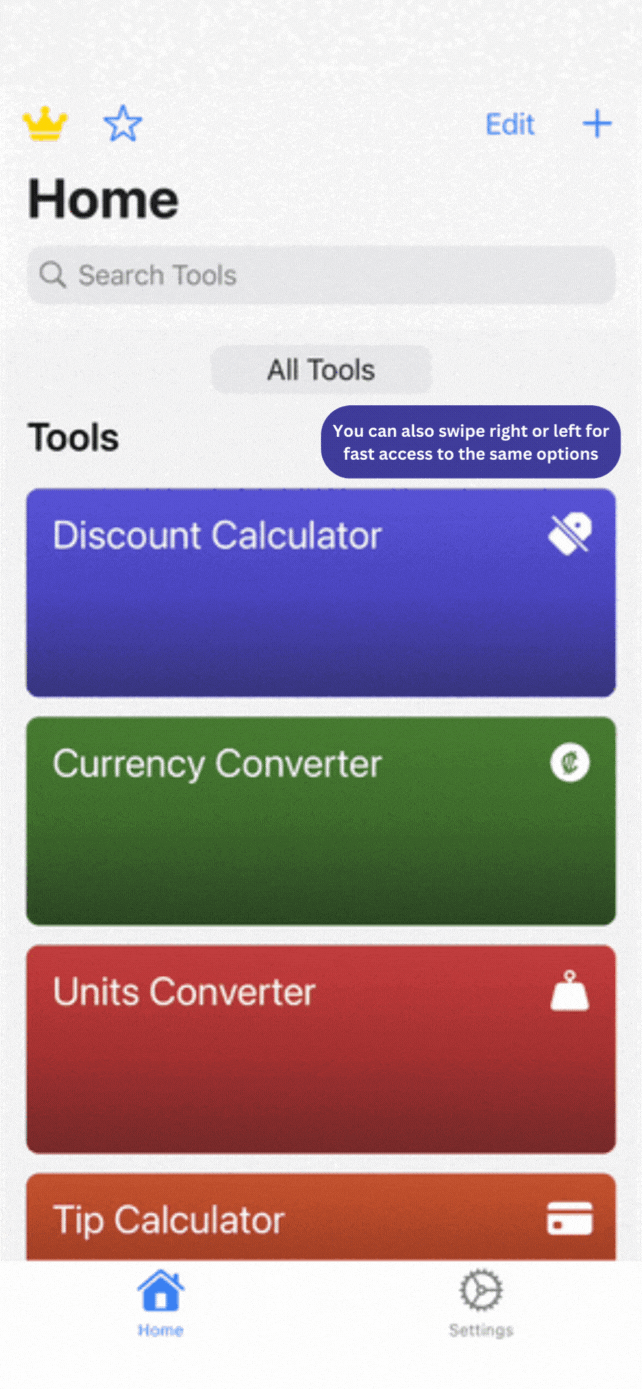 Edit
Home
Search Tools
All Tools
Tools
You can also swipe right or left for
fast access to the same options
Discount Calculator
Currency Converter
Units Converter
Tip Calculator
Home
Settings